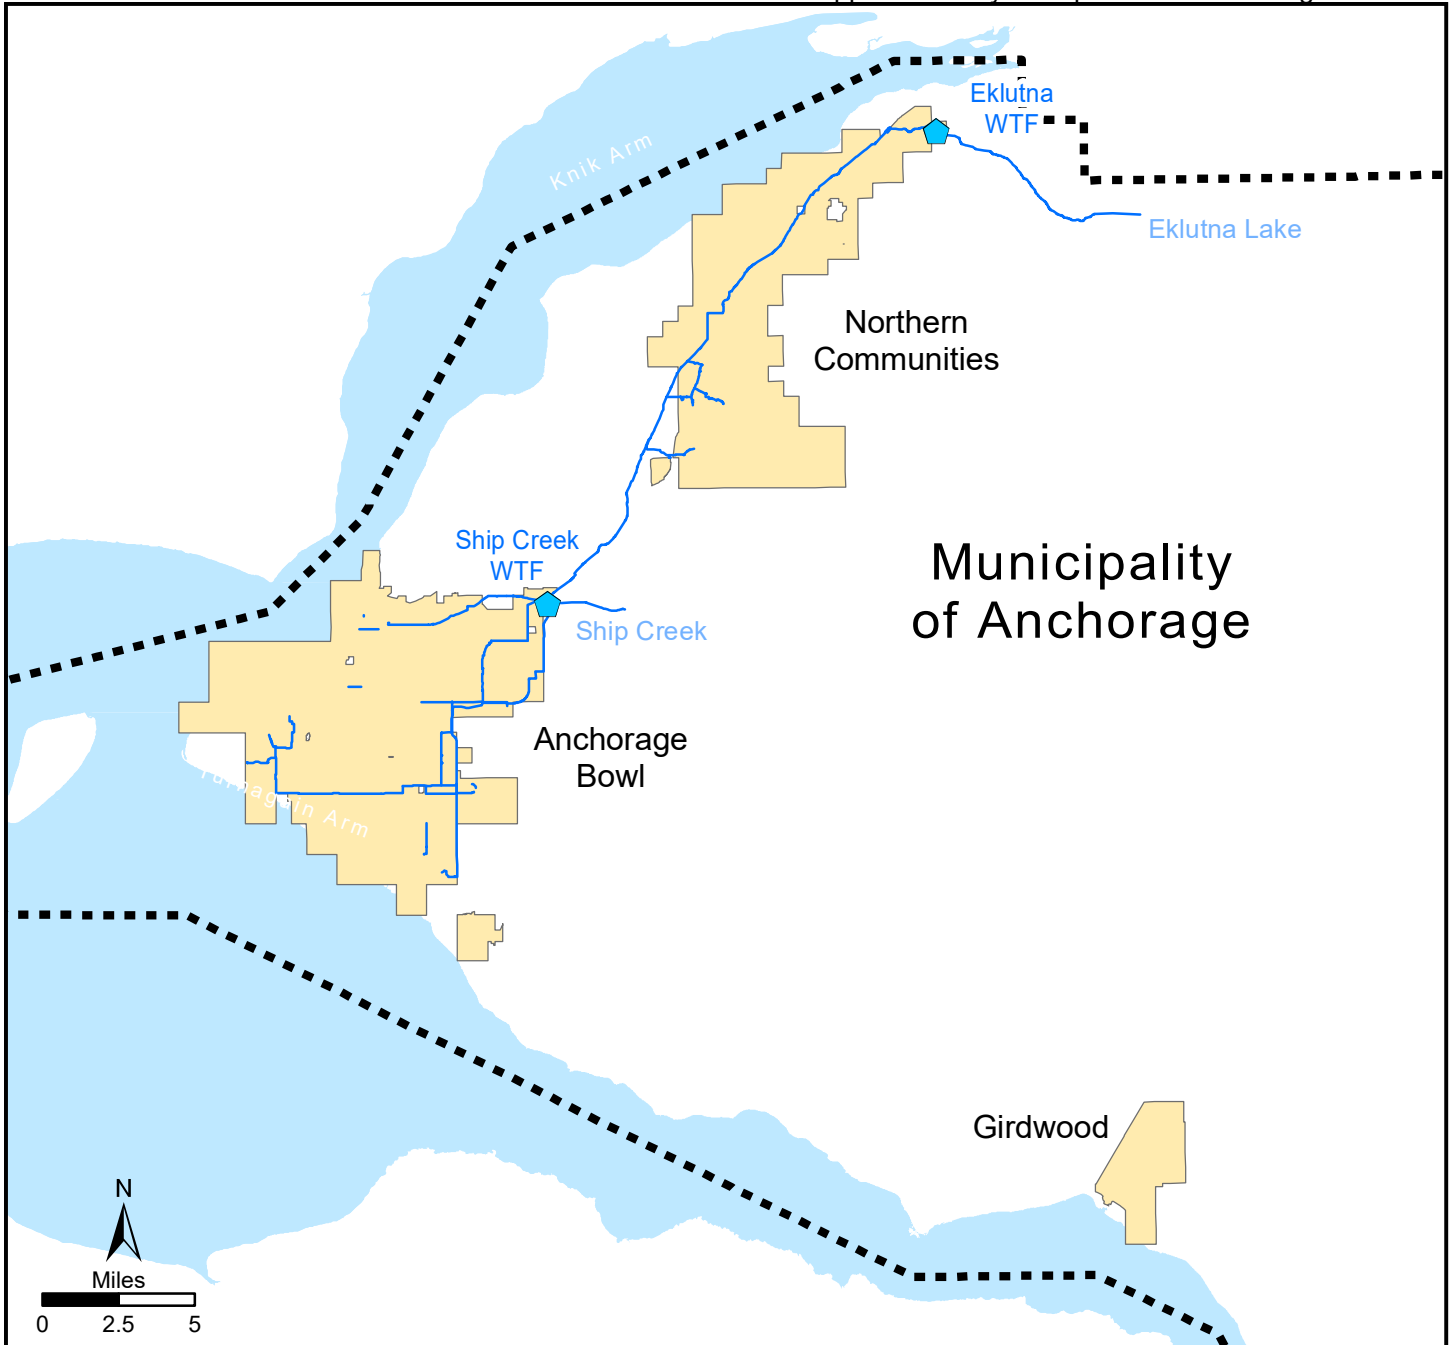 Eklutna
WTF
Knik Arm
Eklutna Lake
Northern
Communities
Ship Creek
WTF
Municipality
of Anchorage
Ship Creek
Anchorage
Bowl
Turnagain Arm
Girdwood
N
Miles
0 2.5 5